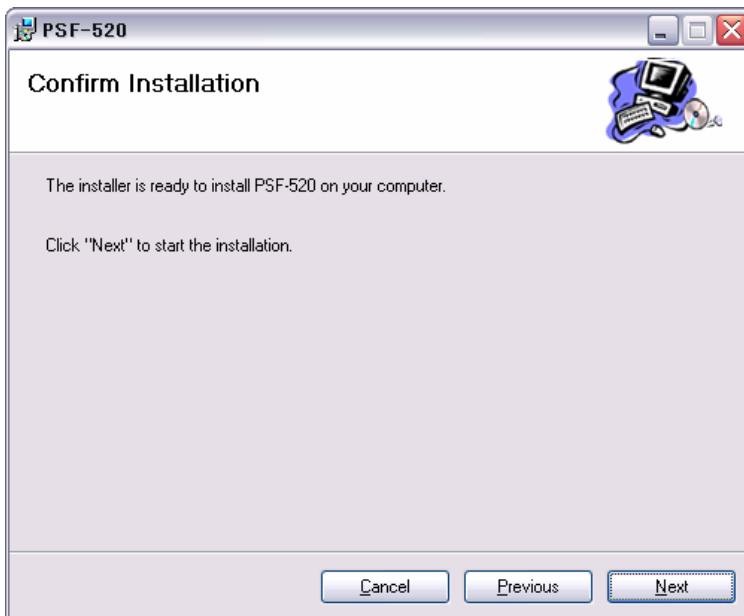 PSF-520
Confirm Installation
The installer is ready to install PSF-520 on your computer.
Click "Next" to start the installation.
Cancel Previous Next